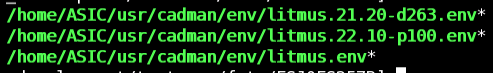 /home/ASIC/usr/cadman/env/litmus.21.20-d263.env*
/home/ASIC/usr/cadman/env/litmus.22.10-p100.env*
/home/ASIC/usr/cadman/env/litmus.env*